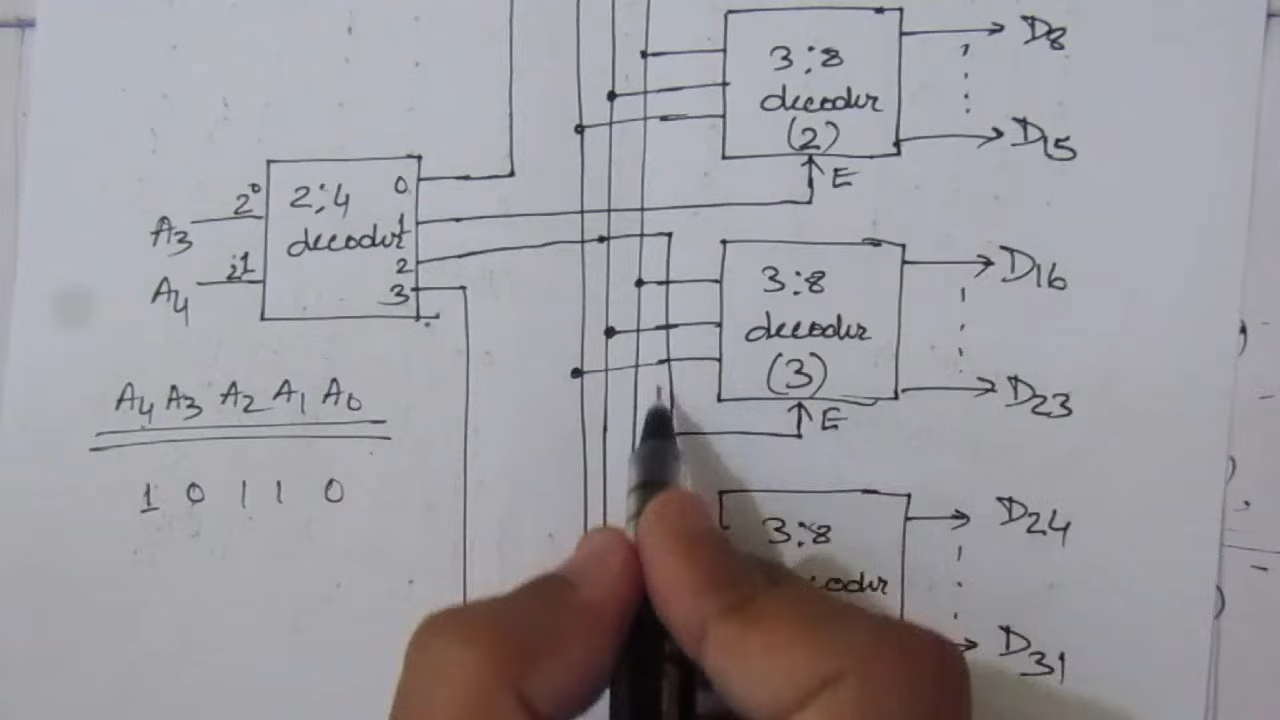 3:8
decoder
(2)
E
D8
D15
2:4
decoder
2⁰
2¹
A3
A4
0
1
2
3
3:8
decoder
(3)
E
D16
D23
A4 A3 A2 A1 A0
1 0 1 1 0
3:8
D24
D31